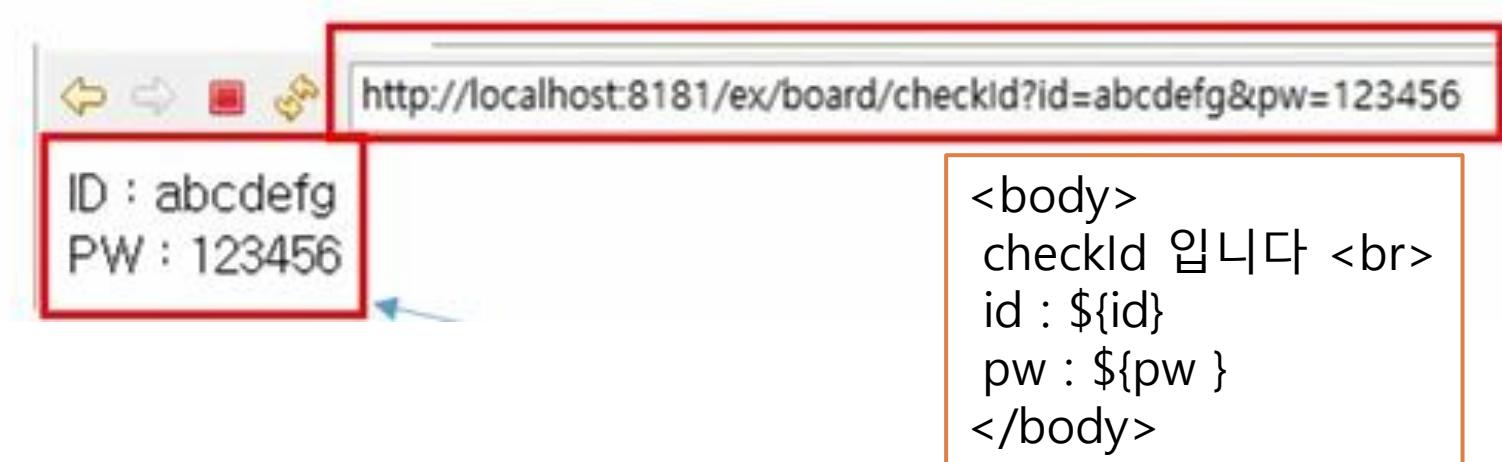 http://localhost:8181/ex/board/checkId?id=abcdefg&pw=123456
ID : abcdefg
PW : 123456
<body>
checkId 입니다 <br>
id : ${id}
pw : ${pw }
</body>